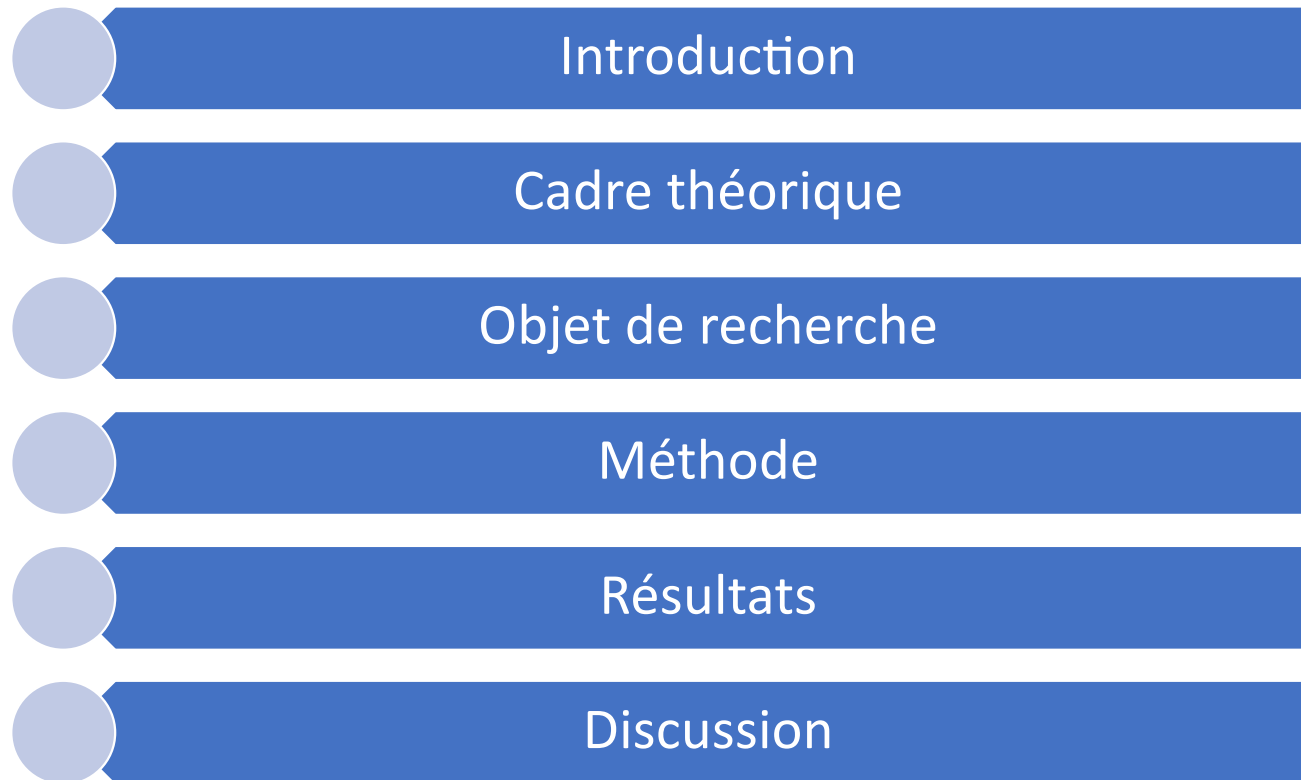 Introduction
Cadre théorique
Objet de recherche
Méthode
Résultats
Discussion